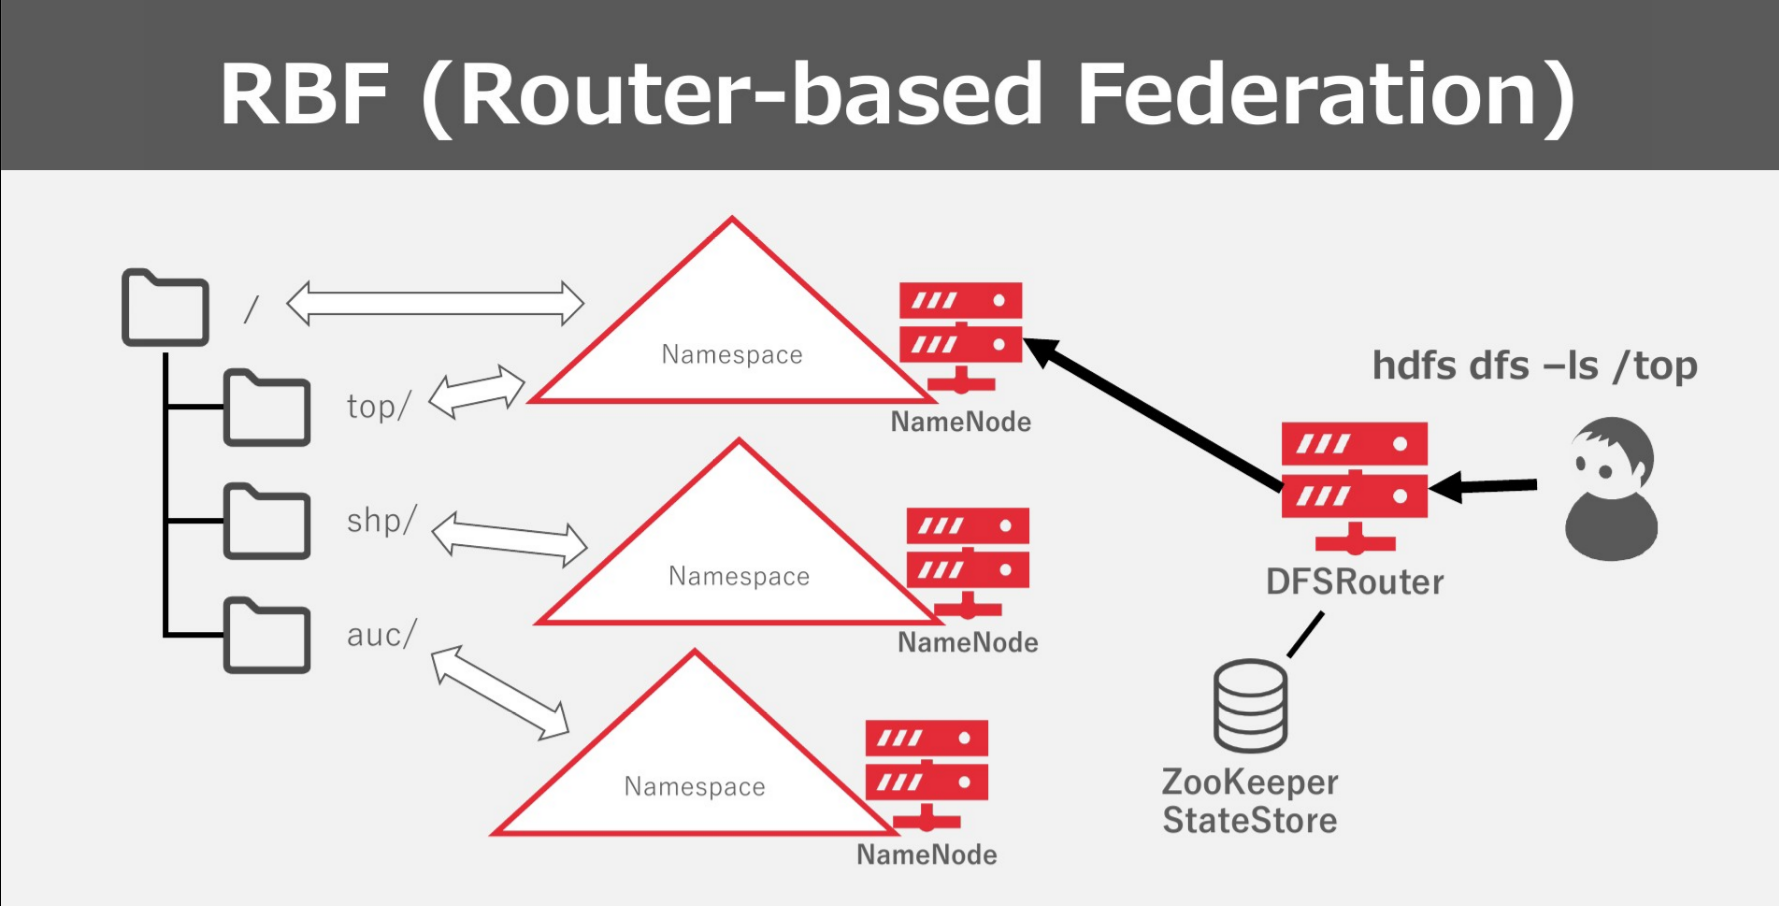 RBF (Router-based Federation)
/
top/
shp/
auc/
Namespace
NameNode
Namespace
NameNode
Namespace
NameNode
hdfs dfs –ls /top
DFSRouter
ZooKeeper
StateStore